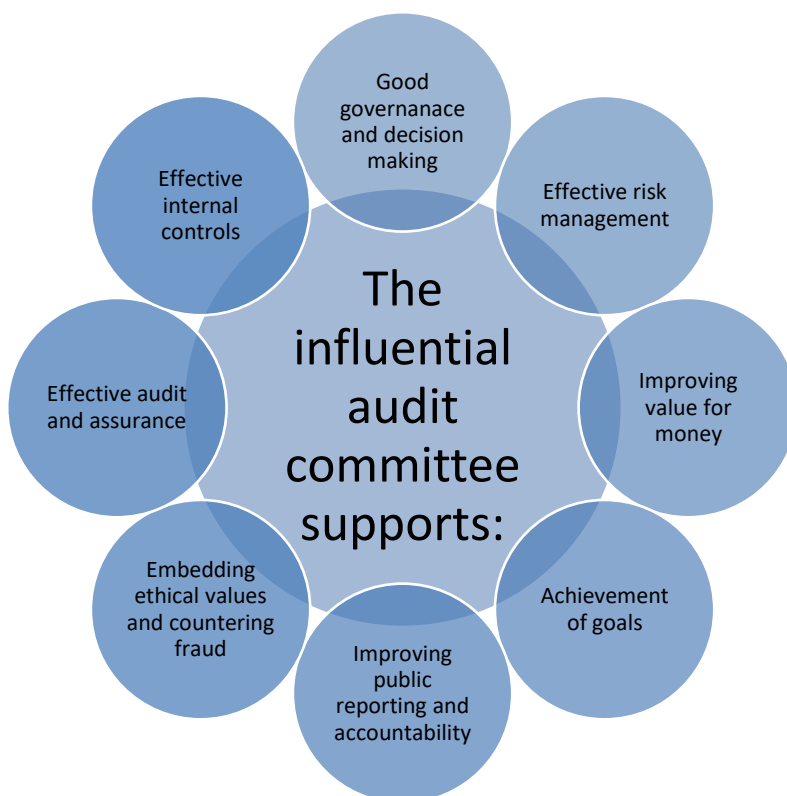 Good
governanace
and decision
making
Effective risk
management
Improving
value for
money
Achievement
of goals
Improving
public
reporting and
accountability
Embedding
ethical values
and countering
fraud
Effective audit
and assurance
Effective
internal
controls
The
influential
audit
committee
supports: